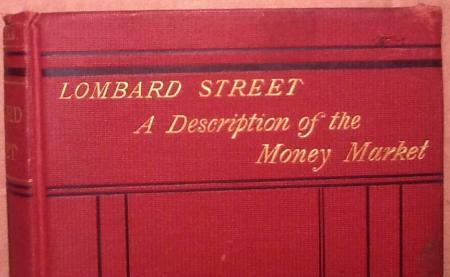 LOMBARD STREET
A Description of the
Money Market